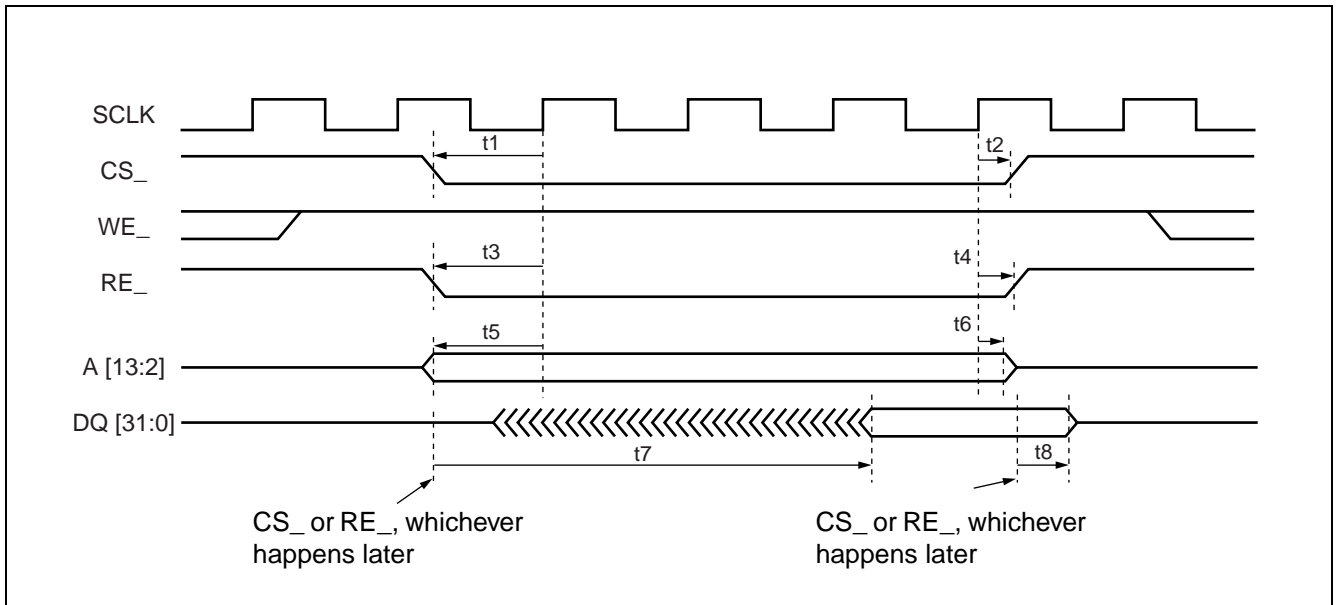 SCLK
t1
t2
CS_
WE_
t3
t4
RE_
t5
t6
A [13:2]
DQ [31:0]
t7
t8
CS_ or RE_, whichever
happens later
CS_ or RE_, whichever
happens later